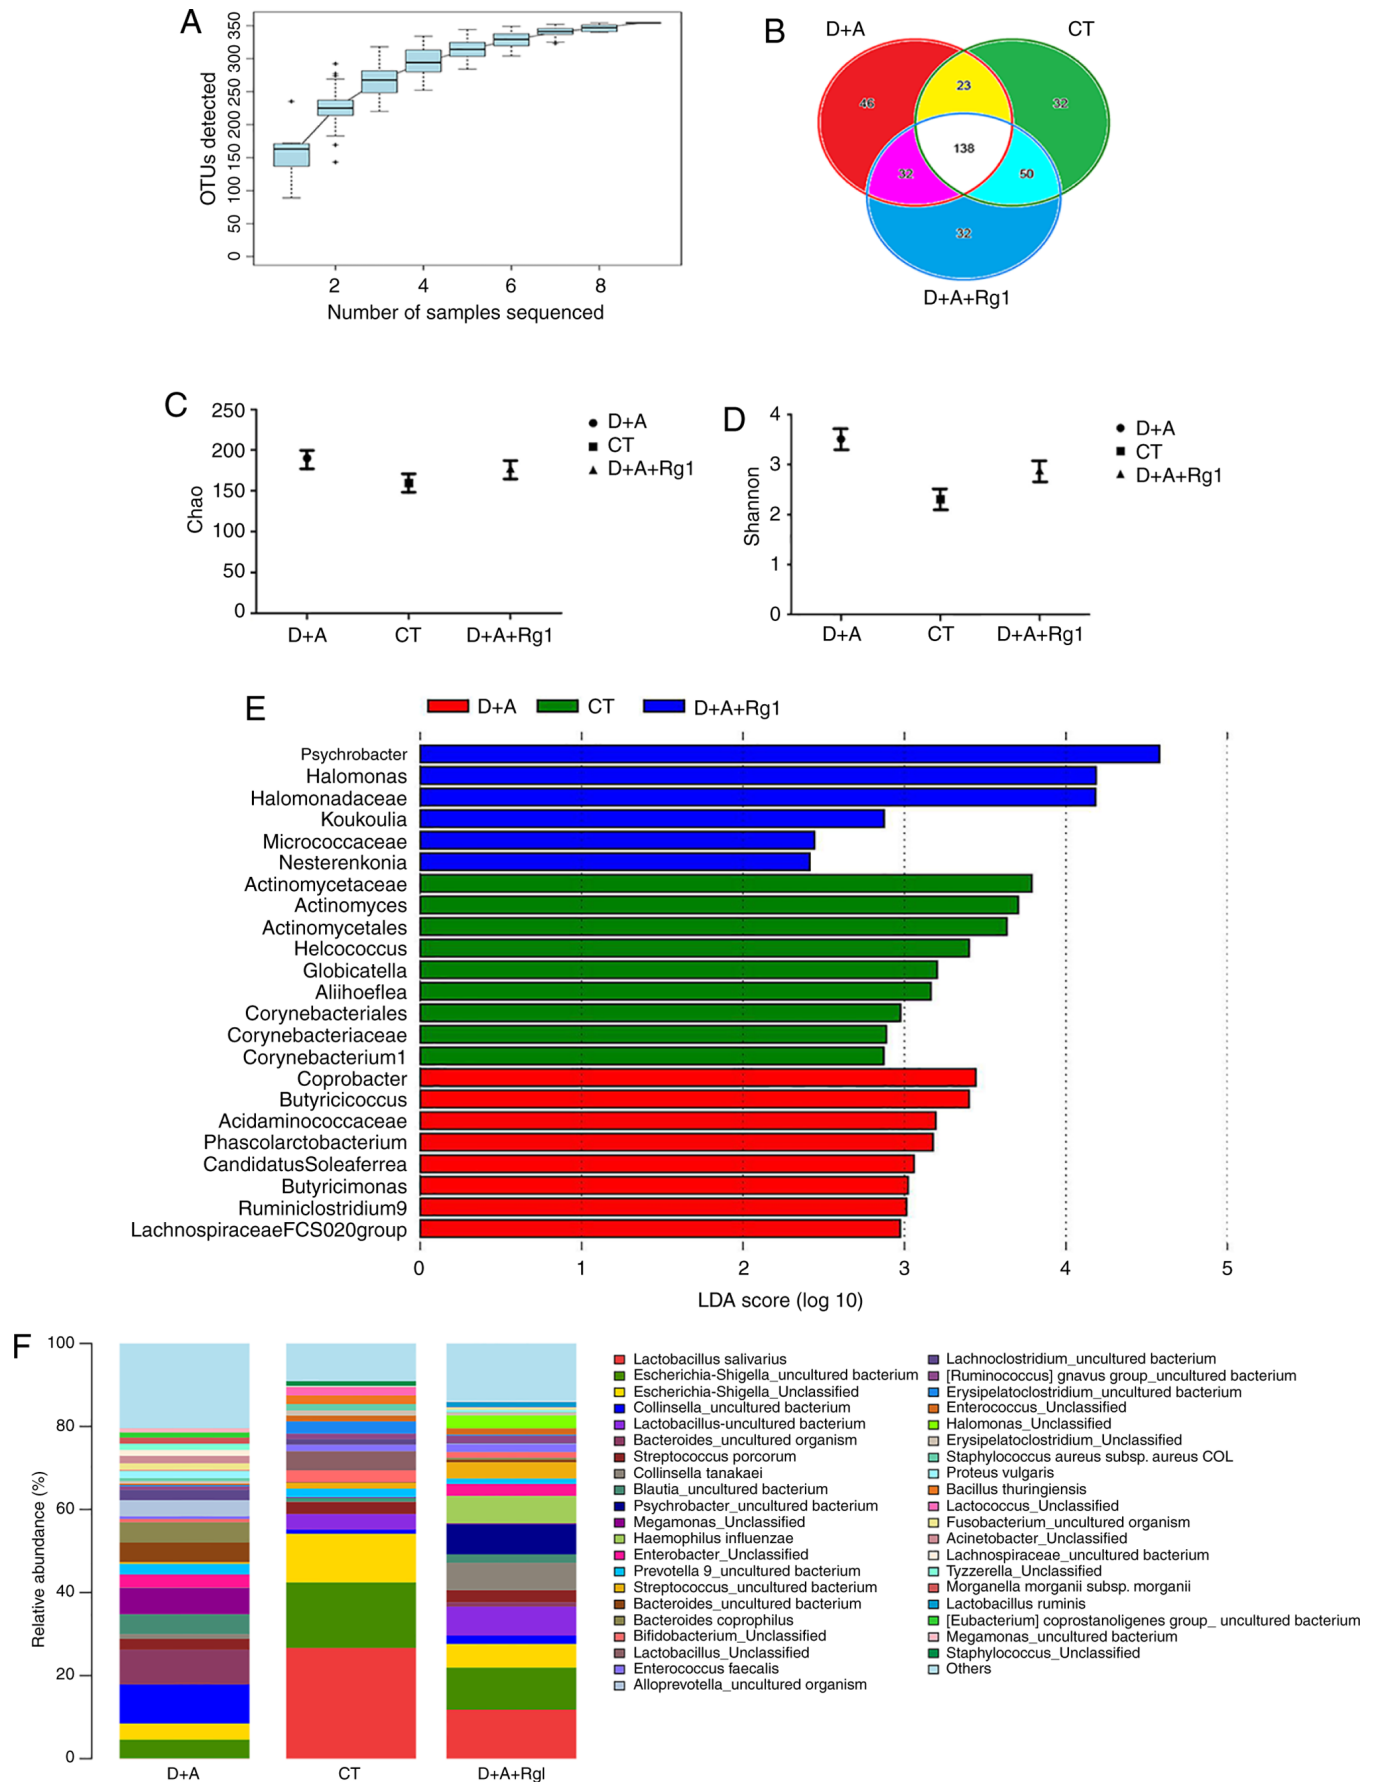 A
OTUs detected
0 50 100 150 200 250 300 350
2 4 6 8
Number of samples sequenced
B
D+A
CT
46
23
32
138
32
50
32
D+A+Rg1
C
Chao
250
200
150
100
50
0
D+A CT D+A+Rg1
D+A
CT
D+A+Rg1
D
Shannon
4
3
2
1
0
D+A CT D+A+Rg1
D+A
CT
D+A+Rg1
E
D+A CT D+A+Rg1
Psychrobacter
Halomonas
Halomonadaceae
Koukoulia
Micrococcaceae
Nesterenkonia
Actinomycetaceae
Actinomyces
Actinomycetales
Helcococcus
Globicatella
Aliihoeflea
Corynebacteriales
Corynebacteriaceae
Corynebacterium1
Coprobacter
Butyricicoccus
Acidaminococcaceae
Phascolarctobacterium
CandidatusSoleaferrea
Butyricimonas
Ruminiclostridium9
LachnospiraceaeFCS020group
0 1 2 3 4 5
LDA score (log 10)
F
Relative abundance (%)
100
80
60
40
20
0
D+A CT D+A+Rgl
Lactobacillus salivarius
Escherichia-Shigella_uncultured bacterium
Escherichia-Shigella_Unclassified
Collinsella_uncultured bacterium
Lactobacillus-uncultured bacterium
Bacteroides_uncultured organism
Streptococcus porcorum
Collinsella tanakaei
Blautia_uncultured bacterium
Psychrobacter_uncultured bacterium
Megamonas_Unclassified
Haemophilus influenzae
Enterobacter_Unclassified
Prevotella 9_uncultured bacterium
Streptococcus_uncultured bacterium
Bacteroides_uncultured bacterium
Bacteroides coprophilus
Bifidobacterium_Unclassified
Lactobacillus_Unclassified
Enterococcus faecalis
Alloprevotella_uncultured organism
Lachnoclostridium_uncultured bacterium
[Ruminococcus] gnavus group_uncultured bacterium
Erysipelatoclostridium_uncultured bacterium
Enterococcus_Unclassified
Halomonas_Unclassified
Erysipelatoclostridium_Unclassified
Staphylococcus aureus subsp. aureus COL
Proteus vulgaris
Bacillus thuringiensis
Lactococcus_Unclassified
Fusobacterium_uncultured organism
Acinetobacter_Unclassified
Lachnospiraceae_uncultured bacterium
Tyzzerella_Unclassified
Morganella morganii subsp. morganii
Lactobacillus ruminis
[Eubacterium] coprostanoligenes group_ uncultured bacterium
Megamonas_uncultured bacterium
Staphylococcus_Unclassified
Others